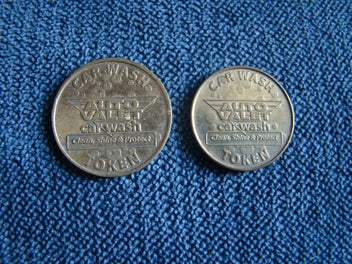 CAR WASH
AUTO
VALET
carwash
Clean, Shine & Protect
TOKEN
CAR WASH
AUTO
VALET
carwash
Clean, Shine & Protect
TOKEN